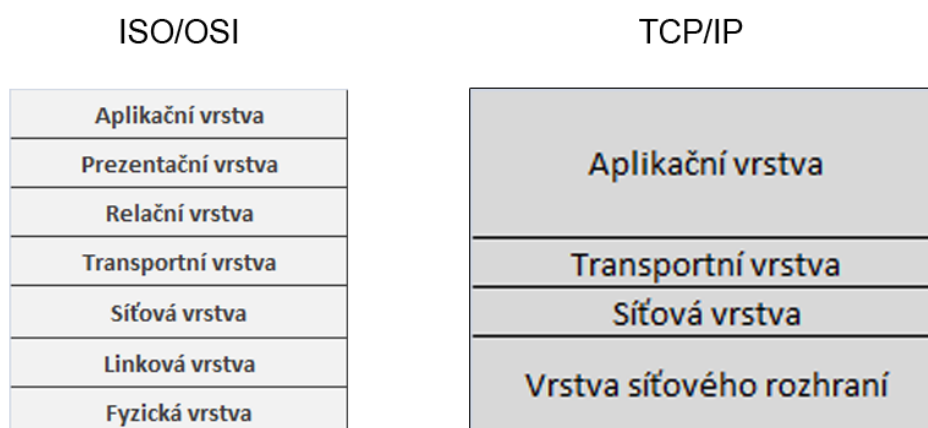 ISO/OSI
Aplikační vrstva
Prezentační vrstva
Relační vrstva
Transportní vrstva
Síťová vrstva
Linková vrstva
Fyzická vrstva
TCP/IP
Aplikační vrstva
Transportní vrstva
Síťová vrstva
Vrstva síťového rozhraní